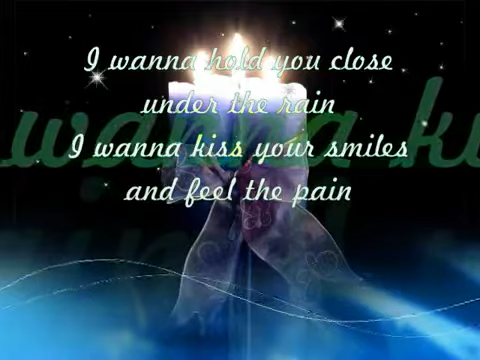 I wanna hold you close
under the rain
I wanna kiss your smiles
and feel the pain